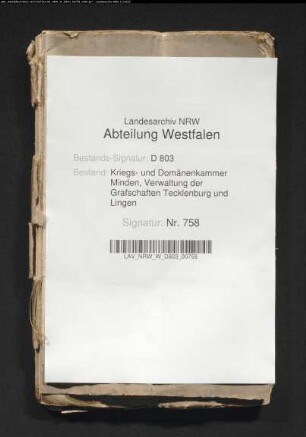 Landesarchiv NRW
Abteilung Westfalen
Bestands-Signatur: D 803
Bestand: Kriegs- und Domänenkammer
Minden, Verwaltung der
Grafschaften Tecklenburg und
Lingen
Signatur: Nr. 758
LAV_NRW_W_D803_00758